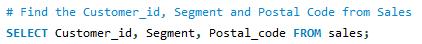 # Find the Customer_id, Segment and Postal Code from Sales
SELECT Customer_id, Segment, Postal_code FROM sales;